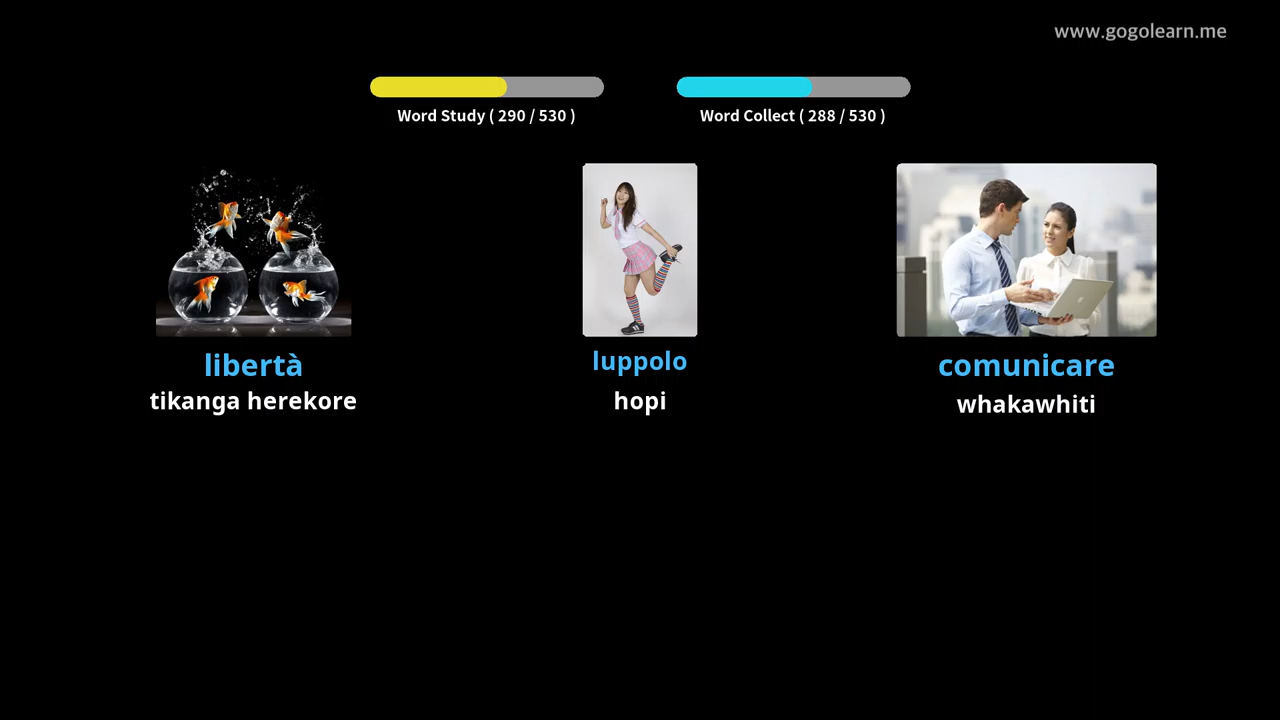 www.gogolearn.me
Word Study ( 290 / 530 )
Word Collect ( 288 / 530 )
libertà
tikanga herekore
luppolo
hopi
comunicare
whakawhiti